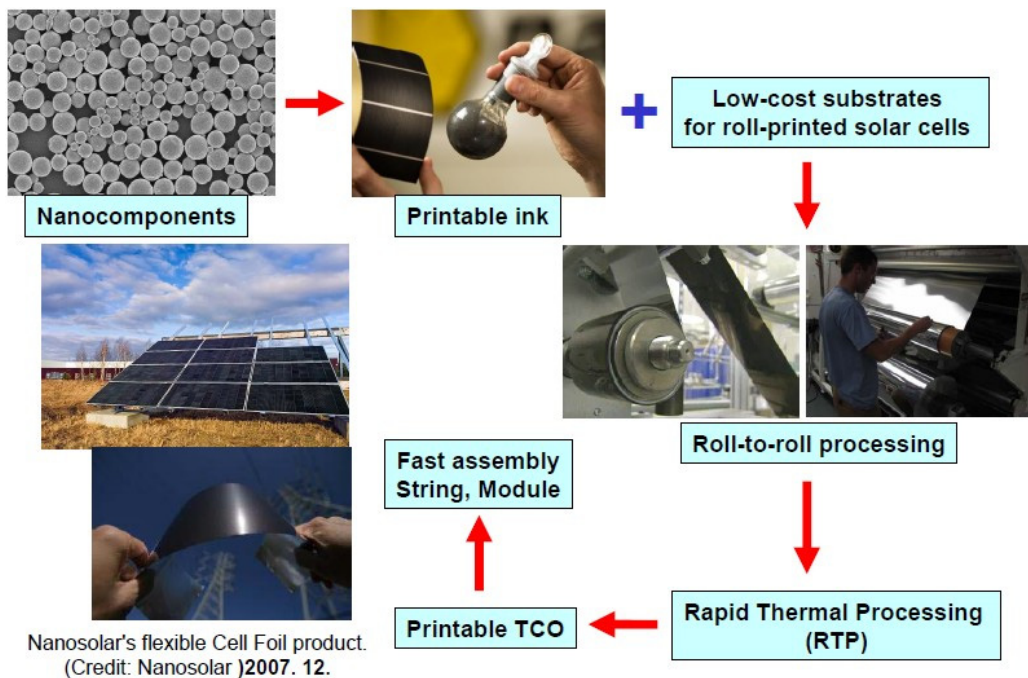 Nanocomponents
Printable ink
+
Low-cost substrates
for roll-printed solar cells
Roll-to-roll processing
Fast assembly
String, Module
Printable TCO
Rapid Thermal Processing
(RTP)
Nanosolar's flexible Cell Foil product.
(Credit: Nanosolar )2007. 12.